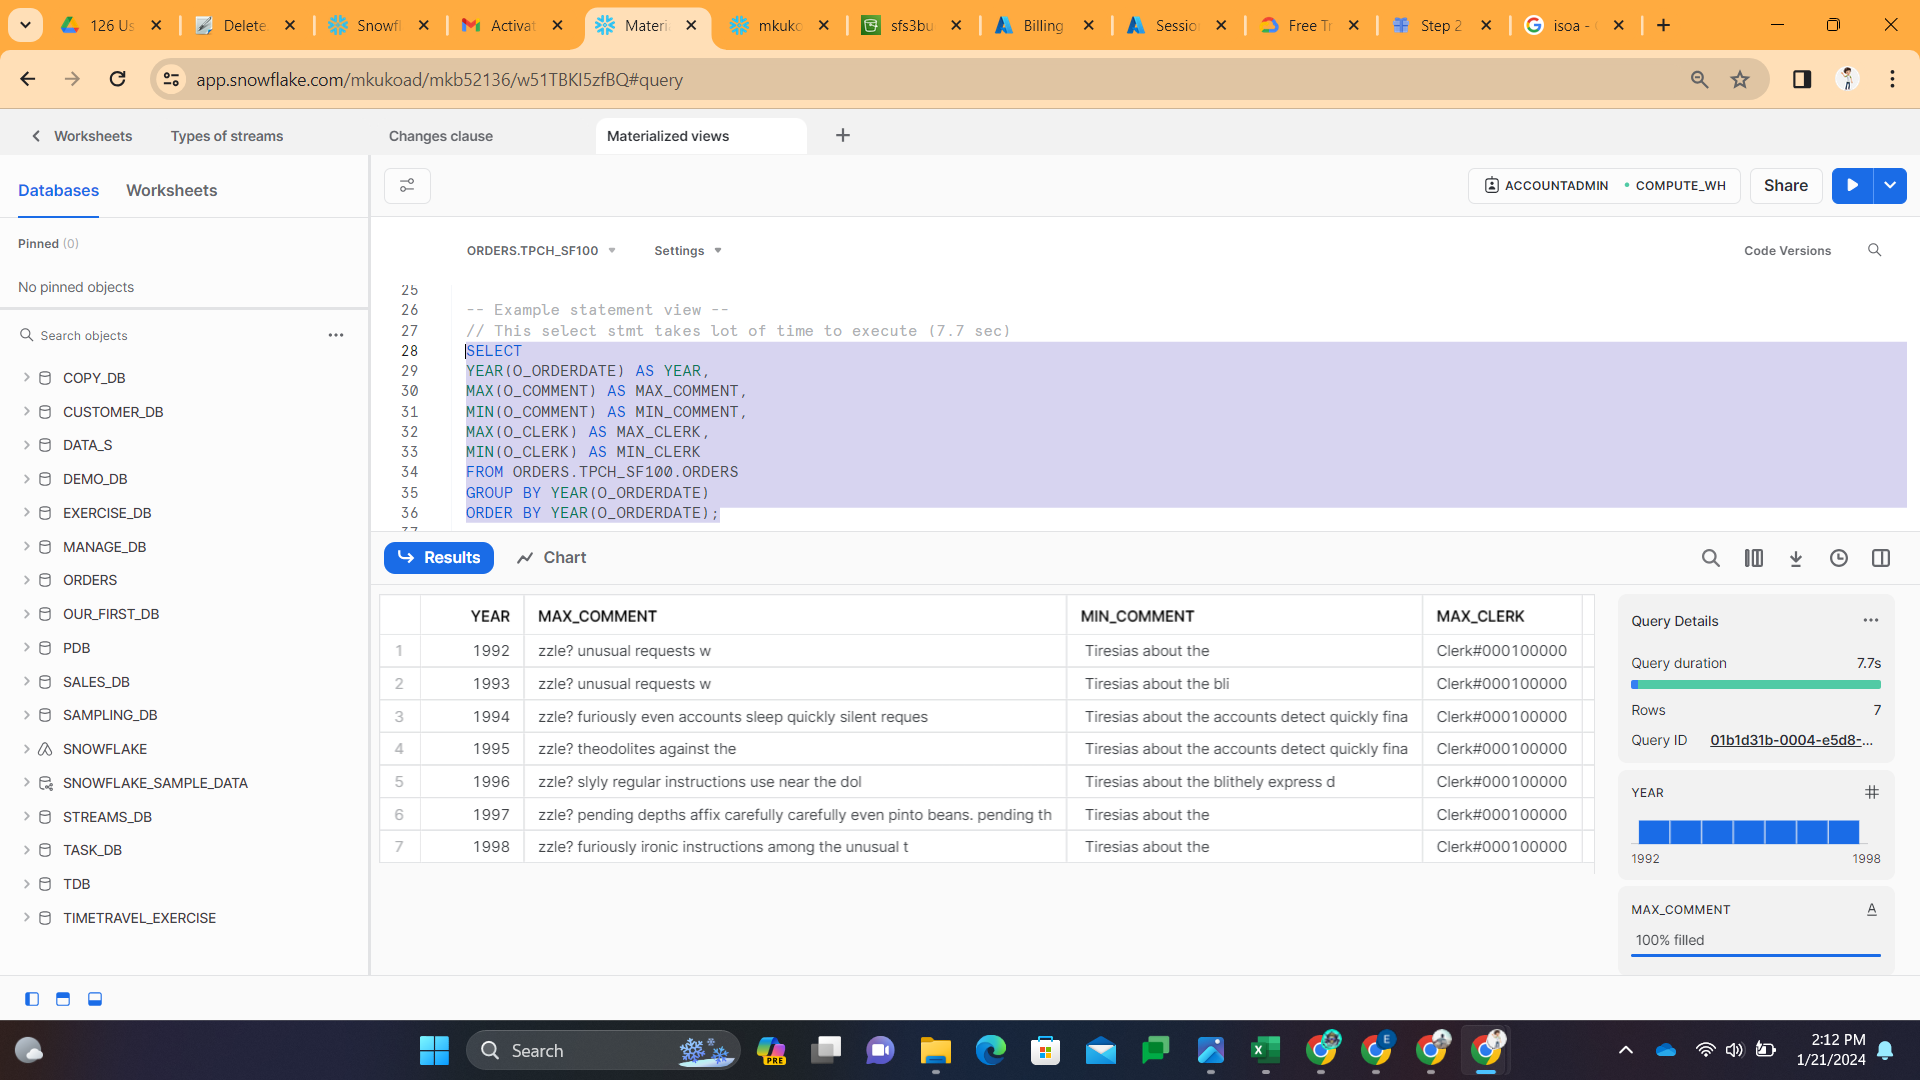 126 Us
Delete
Snowfl
Activat
Materi
mkuko
sfs3bu
Billing
Sessio
Free Tr
Step 2
isoa -
app.snowflake.com/mkukoad/mkb52136/w51TBKI5zfBQ#query
Worksheets
Types of streams
Changes clause
Materialized views
Databases
Worksheets
ACCOUNTADMIN
COMPUTE_WH
Share
Pinned (0)
No pinned objects
ORDERS.TPCH_SF100
Settings
Code Versions
Search objects
COPY_DB
CUSTOMER_DB
DATA_S
DEMO_DB
EXERCISE_DB
MANAGE_DB
ORDERS
OUR_FIRST_DB
PDB
SALES_DB
SAMPLING_DB
SNOWFLAKE
SNOWFLAKE_SAMPLE_DATA
STREAMS_DB
TASK_DB
TDB
TIMETRAVEL_EXERCISE
25
26 -- Example statement view --
27 // This select stmt takes lot of time to execute (7.7 sec)
28 SELECT
29 YEAR(O_ORDERDATE) AS YEAR,
30 MAX(O_COMMENT) AS MAX_COMMENT,
31 MIN(O_COMMENT) AS MIN_COMMENT,
32 MAX(O_CLERK) AS MAX_CLERK,
33 MIN(O_CLERK) AS MIN_CLERK
34 FROM ORDERS.TPCH_SF100.ORDERS
35 GROUP BY YEAR(O_ORDERDATE)
36 ORDER BY YEAR(O_ORDERDATE);
37
Results
Chart
YEAR MAX_COMMENT MIN_COMMENT MAX_CLERK
1 1992 zzle? unusual requests w Tiresias about the Clerk#000100000
2 1993 zzle? unusual requests w Tiresias about the bli Clerk#000100000
3 1994 zzle? furiously even accounts sleep quickly silent reques Tiresias about the accounts detect quickly fina Clerk#000100000
4 1995 zzle? theodolites against the Tiresias about the accounts detect quickly fina Clerk#000100000
5 1996 zzle? slyly regular instructions use near the dol Tiresias about the blithely express d Clerk#000100000
6 1997 zzle? pending depths affix carefully carefully even pinto beans. pending th Tiresias about the Clerk#000100000
7 1998 zzle? furiously ironic instructions among the unusual t Tiresias about the Clerk#000100000
Query Details
Query duration 7.7s
Rows 7
Query ID 01b1d31b-0004-e5d8-...
YEAR
1992 1998
MAX_COMMENT
100% filled
Search
PRE
E
2:12 PM
1/21/2024